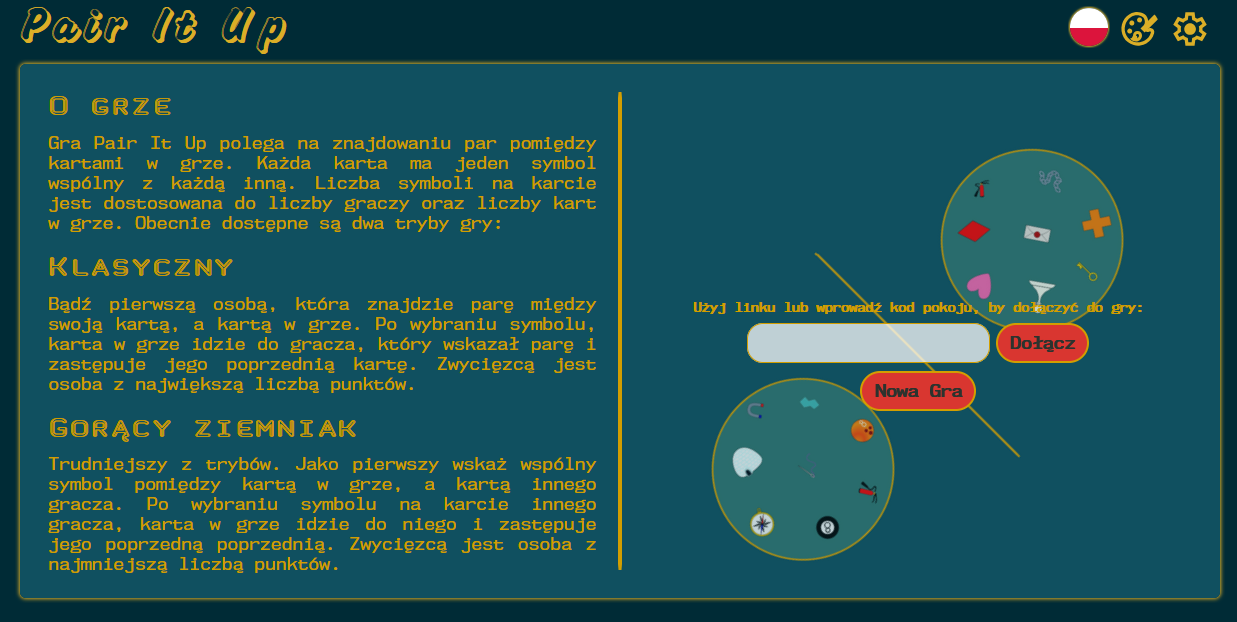 Pair It Up
O GRZE
Gra Pair It Up polega na znajdowaniu par pomiędzy
kartami w grze. Każda karta ma jeden symbol
wspólny z każdą inną. Liczba symboli na karcie
jest dostosowana do liczby graczy oraz liczby kart
w grze. Obecnie dostępne są dwa tryby gry:
KLASYCZNY
Bądź pierwszą osobą, która znajdzie parę między
swoją kartą, a kartą w grze. Po wybraniu symbolu,
karta w grze idzie do gracza, który wskazał parę i
zastępuje jego poprzednią kartę. Zwycięzcą jest
osoba z największą liczbą punktów.
GORĄCY ZIEMNIAK
Trudniejszy z trybów. Jako pierwszy wskaż wspólny
symbol pomiędzy kartą w grze, a kartą innego
gracza. Po wybraniu symbolu na karcie innego
gracza, karta w grze idzie do niego i zastępuje
jego poprzedną poprzednią. Zwycięzcą jest osoba z
najmniejszą liczbą punktów.
Użyj linku lub wprowadź kod pokoju, by dołączyć do gry:
Dołącz
Nowa Gra
8